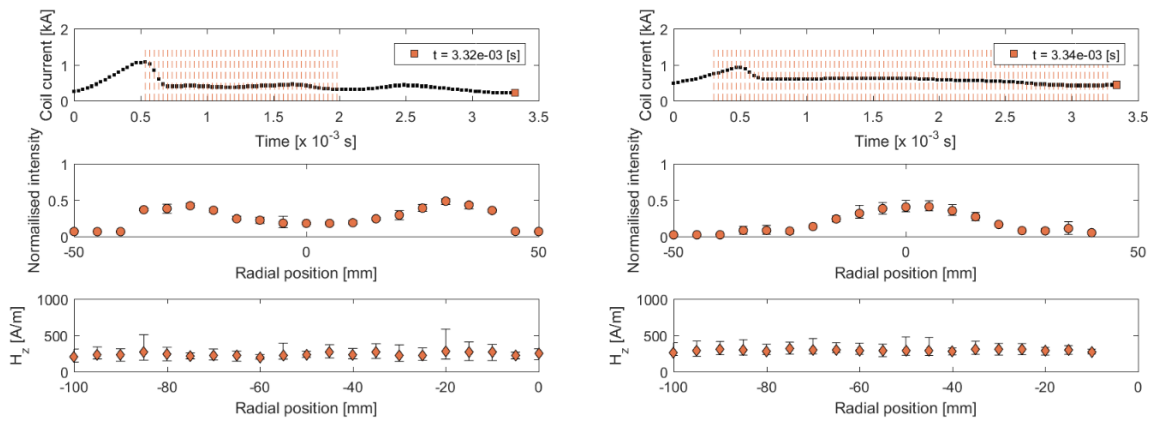 Coil current [kA]
2
1
0
t = 3.32e-03 [s]
0 0.5 1 1.5 2 2.5 3 3.5
Time [x 10-3 s]
Normailised intensity
1
0.5
0
-50 0 50
Radial position [mm]
Hz [A/m]
1000
500
0
-100 -80 -60 -40 -20 0
Radial position [mm]
Coil current [kA]
2
1
0
t = 3.34e-03 [s]
0 0.5 1 1.5 2 2.5 3 3.5
Time [x 10-3 s]
Normailised intensity
1
0.5
0
-50 0 50
Radial position [mm]
Hz [A/m]
1000
500
0
-100 -80 -60 -40 -20 0
Radial position [mm]